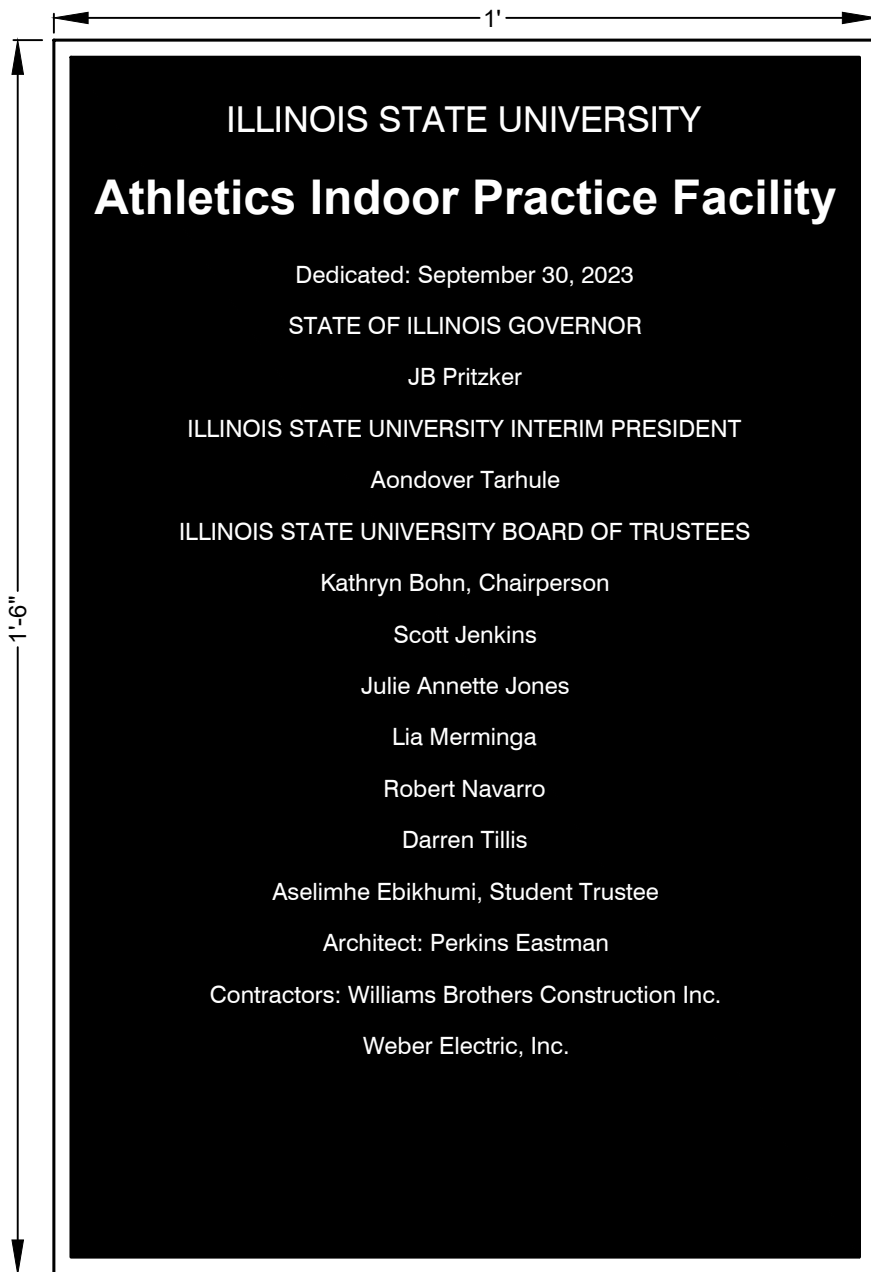 1'
ILLINOIS STATE UNIVERSITY
Athletics Indoor Practice Facility
Dedicated: September 30, 2023
STATE OF ILLINOIS GOVERNOR
JB Pritzker
ILLINOIS STATE UNIVERSITY INTERIM PRESIDENT
Aondover Tarhule
ILLINOIS STATE UNIVERSITY BOARD OF TRUSTEES
Kathryn Bohn, Chairperson
Scott Jenkins
1'-6"
Julie Annette Jones
Lia Merminga
Robert Navarro
Darren Tillis
Aselimhe Ebikhumi, Student Trustee
Architect: Perkins Eastman
Contractors: Williams Brothers Construction Inc.
Weber Electric, Inc.